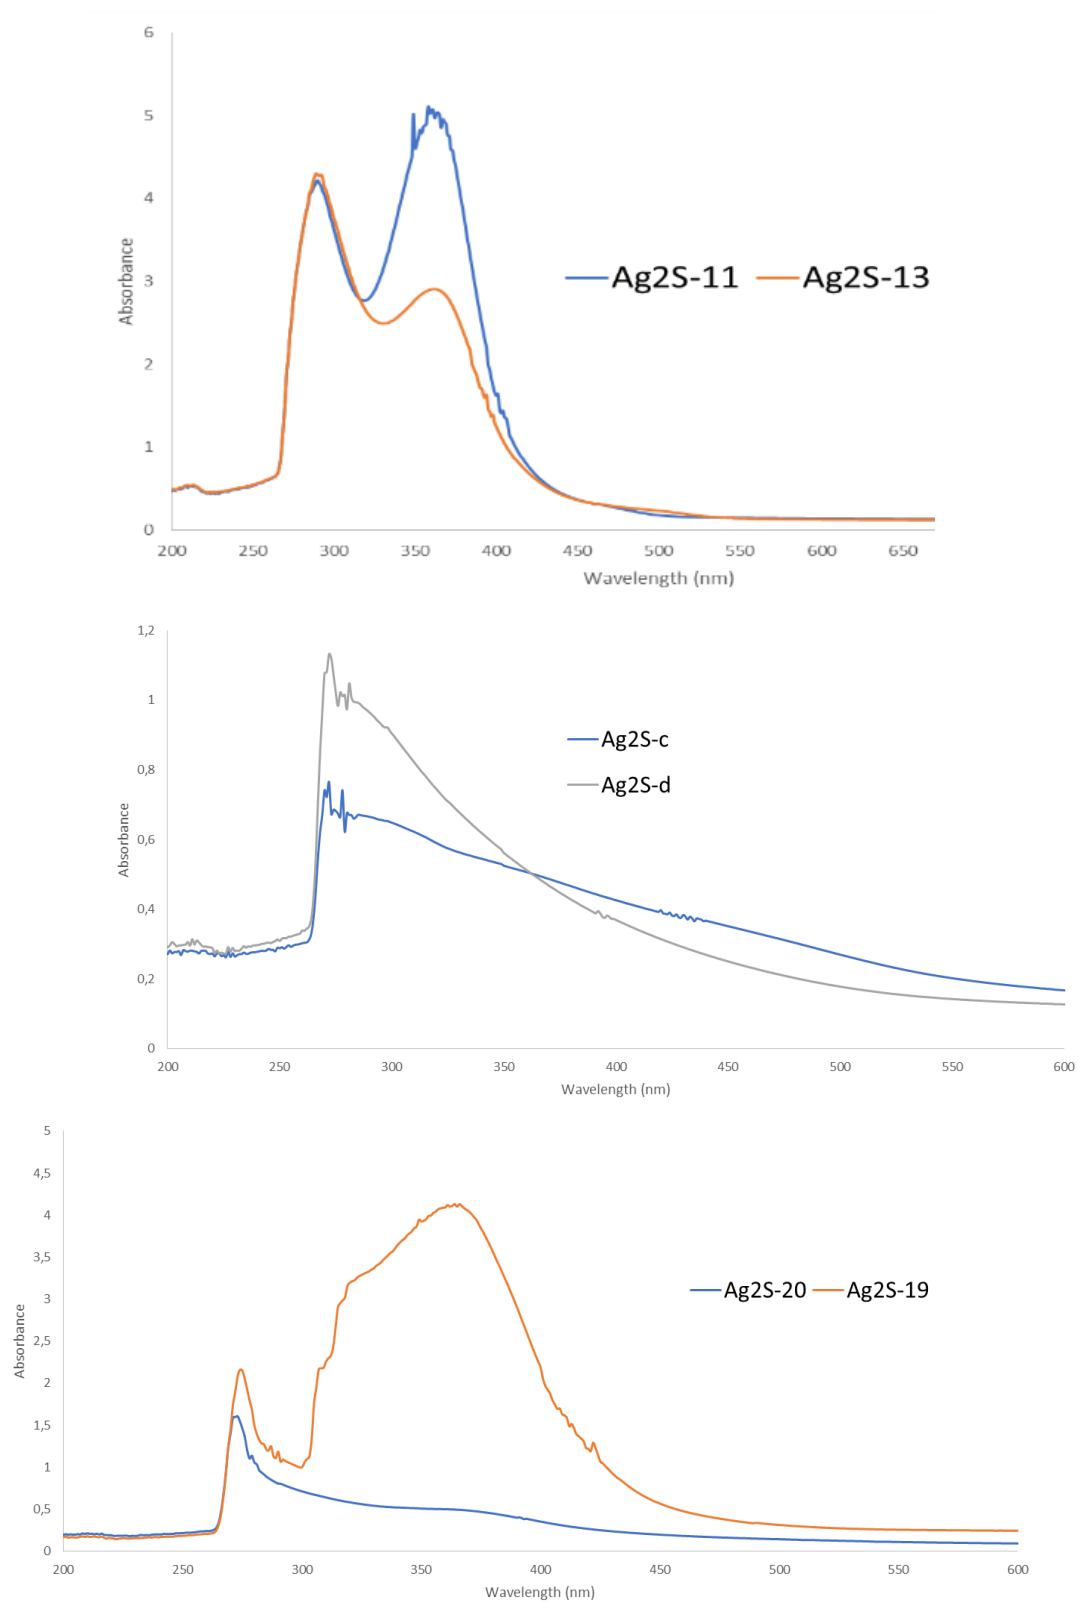 6
5
4
3
2
1
0
Absorbance
Ag2S-11 Ag2S-13
200 250 300 350 400 450 500 550 600 650
Wavelength (nm)
1,2
1
0,8
0,6
0,4
0,2
0
Absorbance
Ag2S-c
Ag2S-d
200 250 300 350 400 450 500 550 600
Wavelength (nm)
5
4,5
4
3,5
3
2,5
2
1,5
1
0,5
0
Absorbance
Ag2S-20 Ag2S-19
200 250 300 350 400 450 500 550 600
Wavelength (nm)